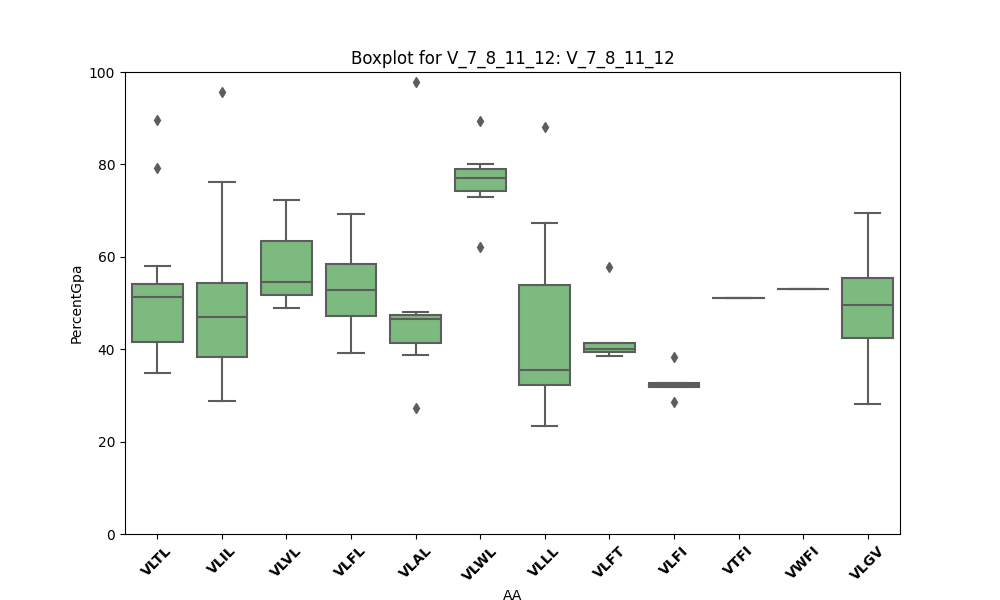 Boxplot for V_7_8_11_12: V_7_8_11_12
100
80
60
40
20
0
PercentGpa
VLTL VLIL VLVL VLFL VLAL VLWL VLLL VLFT VLFI VTFI VWFI VLGV
AA